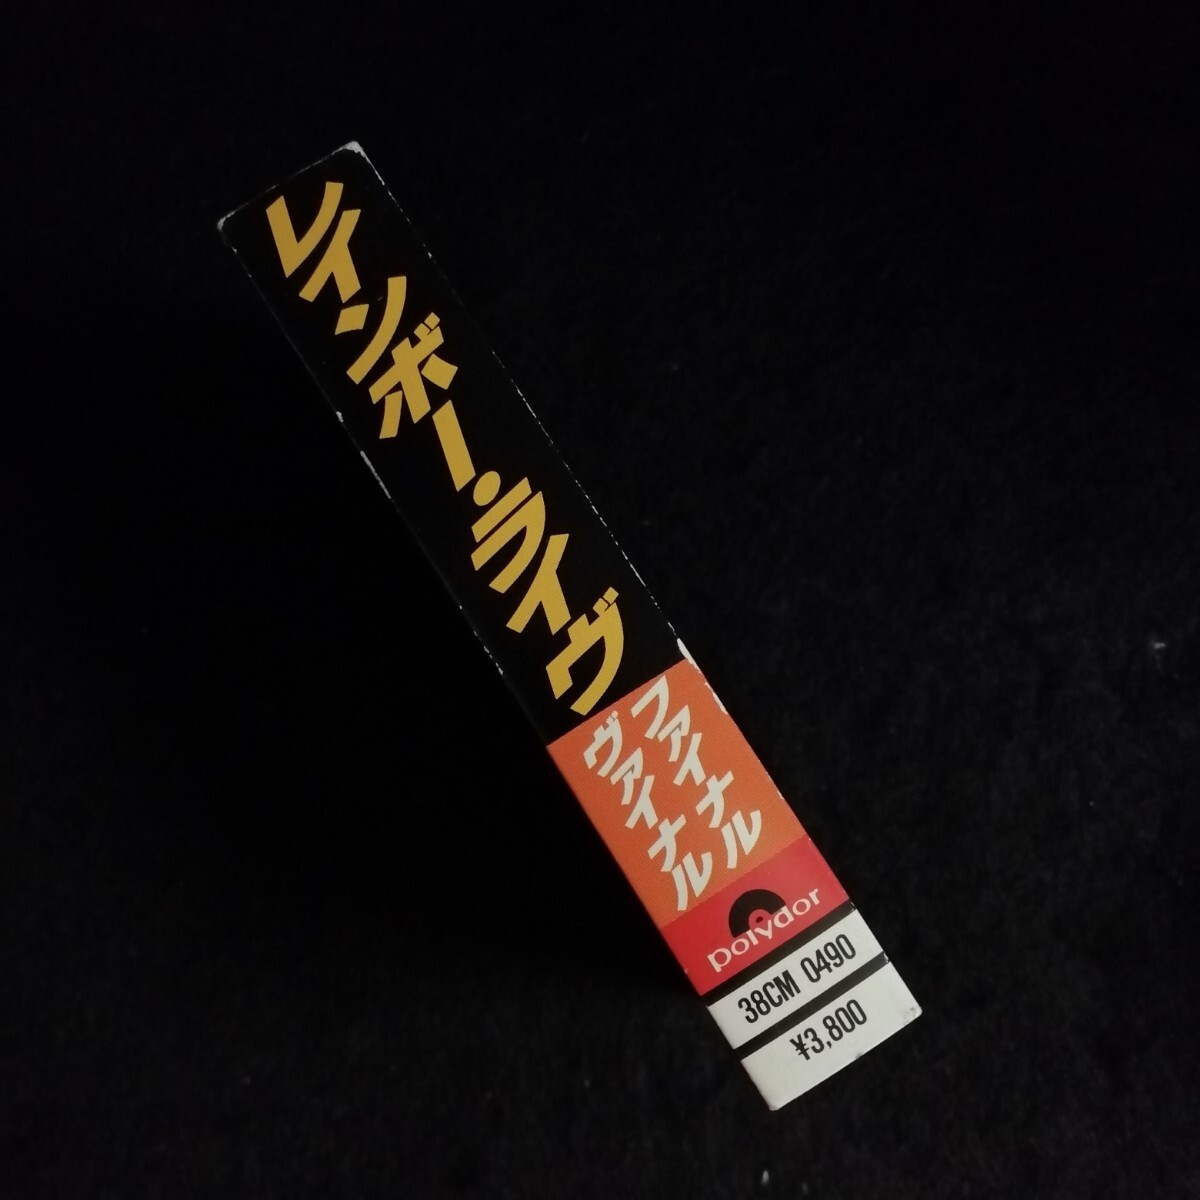 レインボー・ライヴ
ファイナル
ヴァイナル
polydor
38CM 0490
¥3,800